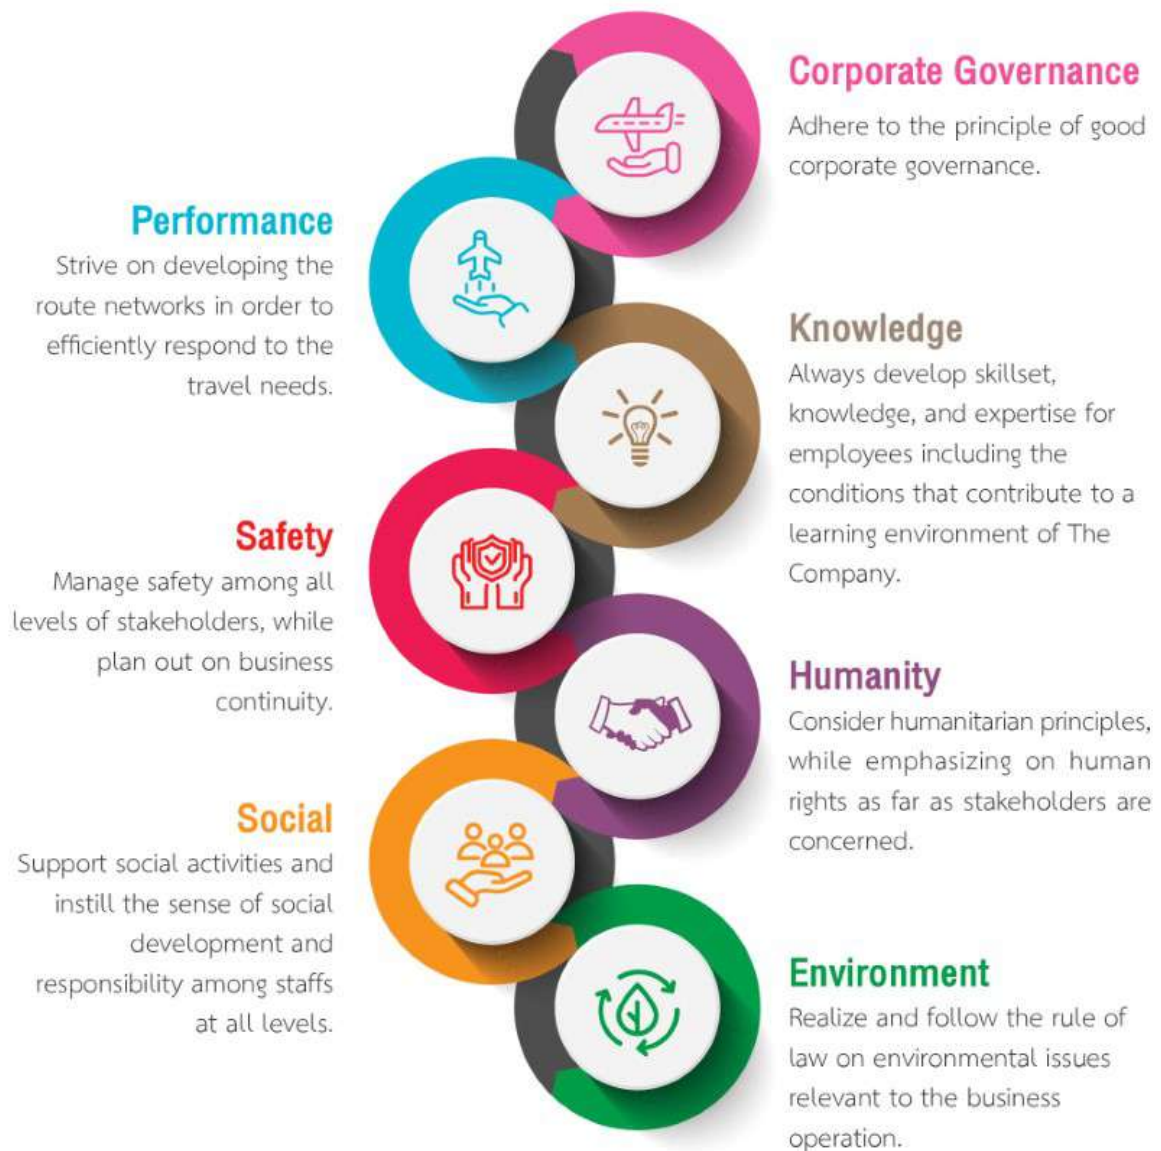 Corporate Governance
Adhere to the principle of good
corporate governance.
Performance
Strive on developing the
route networks in order to
efficiently respond to the
travel needs.
Knowledge
Always develop skillset,
knowledge, and expertise for
employees including the
conditions that contribute to a
learning environment of The
Company.
Safety
Manage safety among all
levels of stakeholders, while
plan out on business
continuity.
Humanity
Consider humanitarian principles,
while emphasizing on human
rights as far as stakeholders are
concerned.
Social
Support social activities and
instill the sense of social
development and
responsibility among staffs
at all levels.
Environment
Realize and follow the rule of
law on environmental issues
relevant to the business
operation.